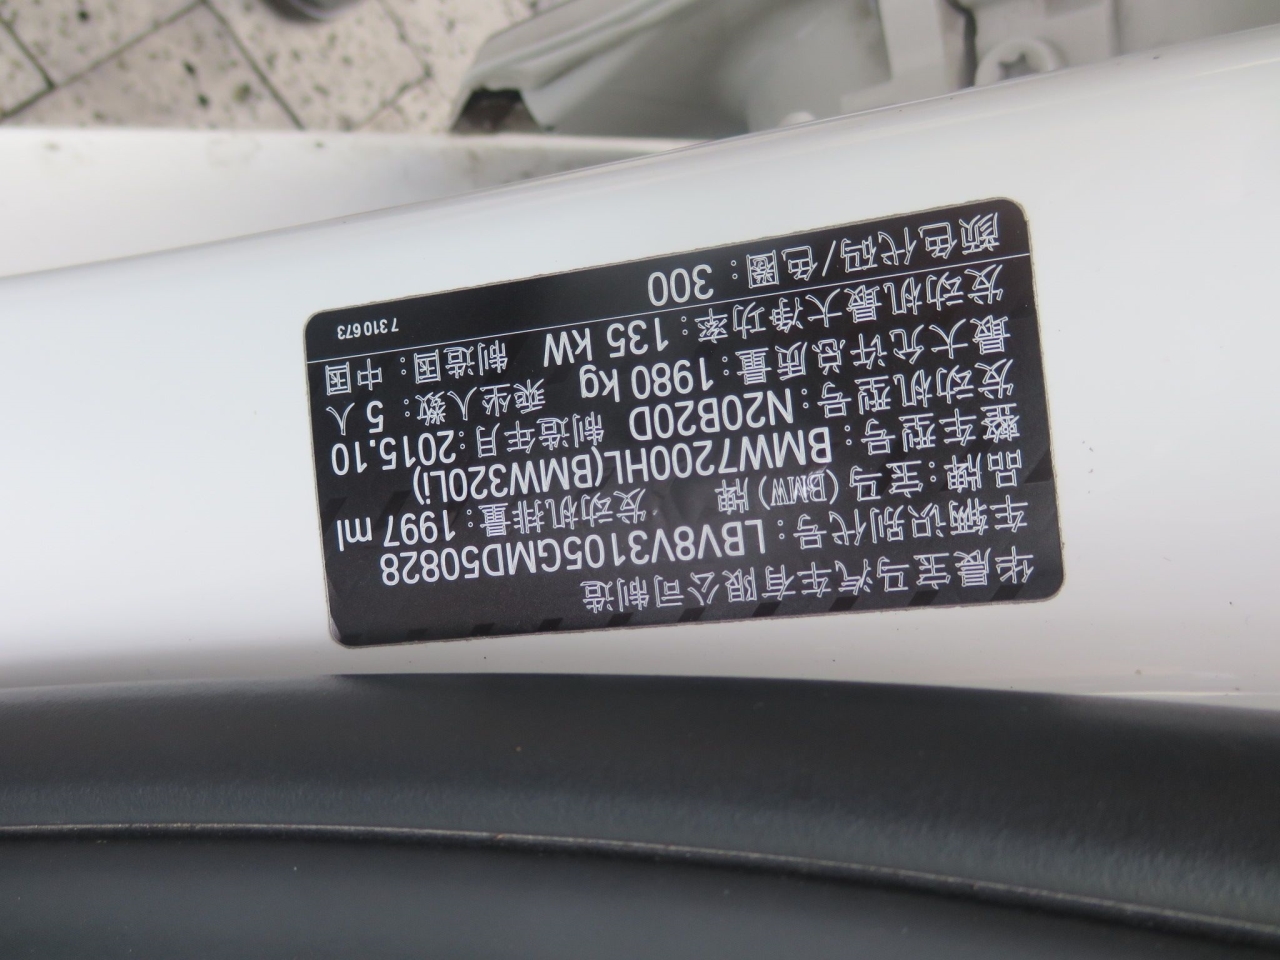 华晨宝马汽车有限公司制造
车辆识别代号：LBV8V3105GMD50828
品牌：宝马（BMW）牌 发动机排量：1997 ml
整车型号：BMW7200HL(BMW320Li)
发动机型号：N20B20D 制造年月：2015.10
最大允许总质量：1980 kg 乘坐人数：5 人
发动机最大净功率：135 kW 制造国：中国
颜色代码/色圈：300 7310673